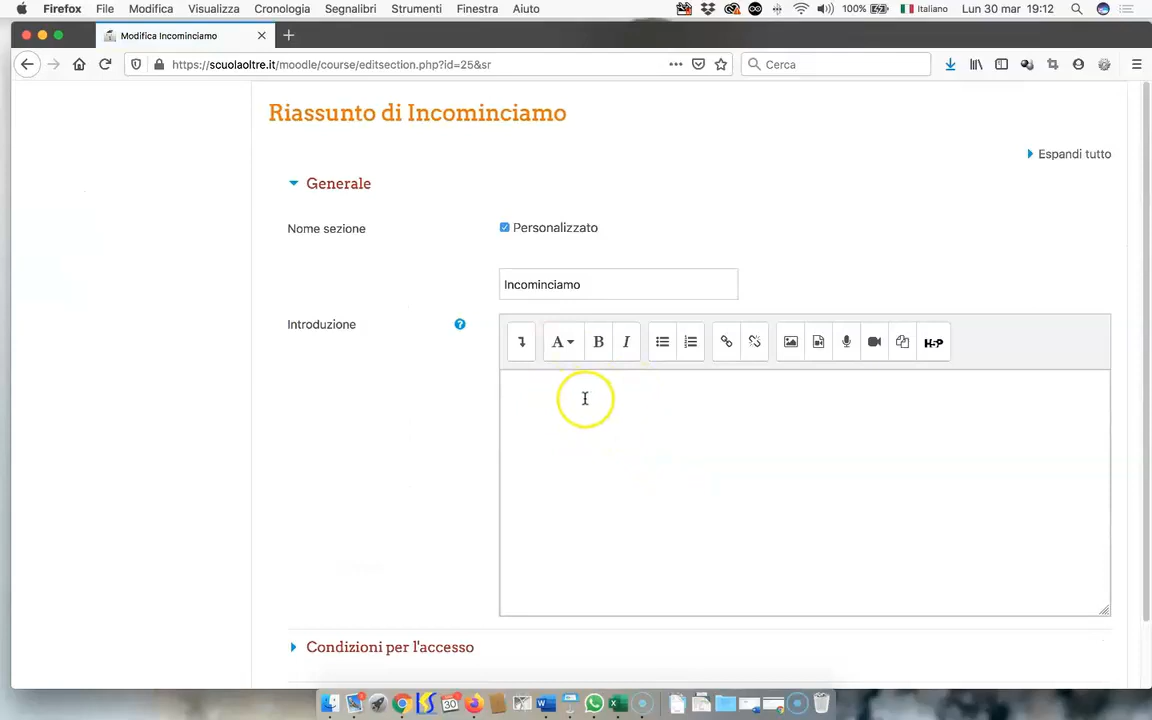 Firefox File Modifica Visualizza Cronologia Segnalibri Strumenti Finestra Aiuto 100% Italiano Lun 30 mar 19:12
Modifica Incominciamo
https://scuolaoltre.it/moodle/course/editsection.php?id=25&sr Cerca
Riassunto di Incominciamo
Espandi tutto
Generale
Nome sezione Personalizzato
Incominciamo
Introduzione
A B I H-P
Condizioni per l'accesso
30 W X